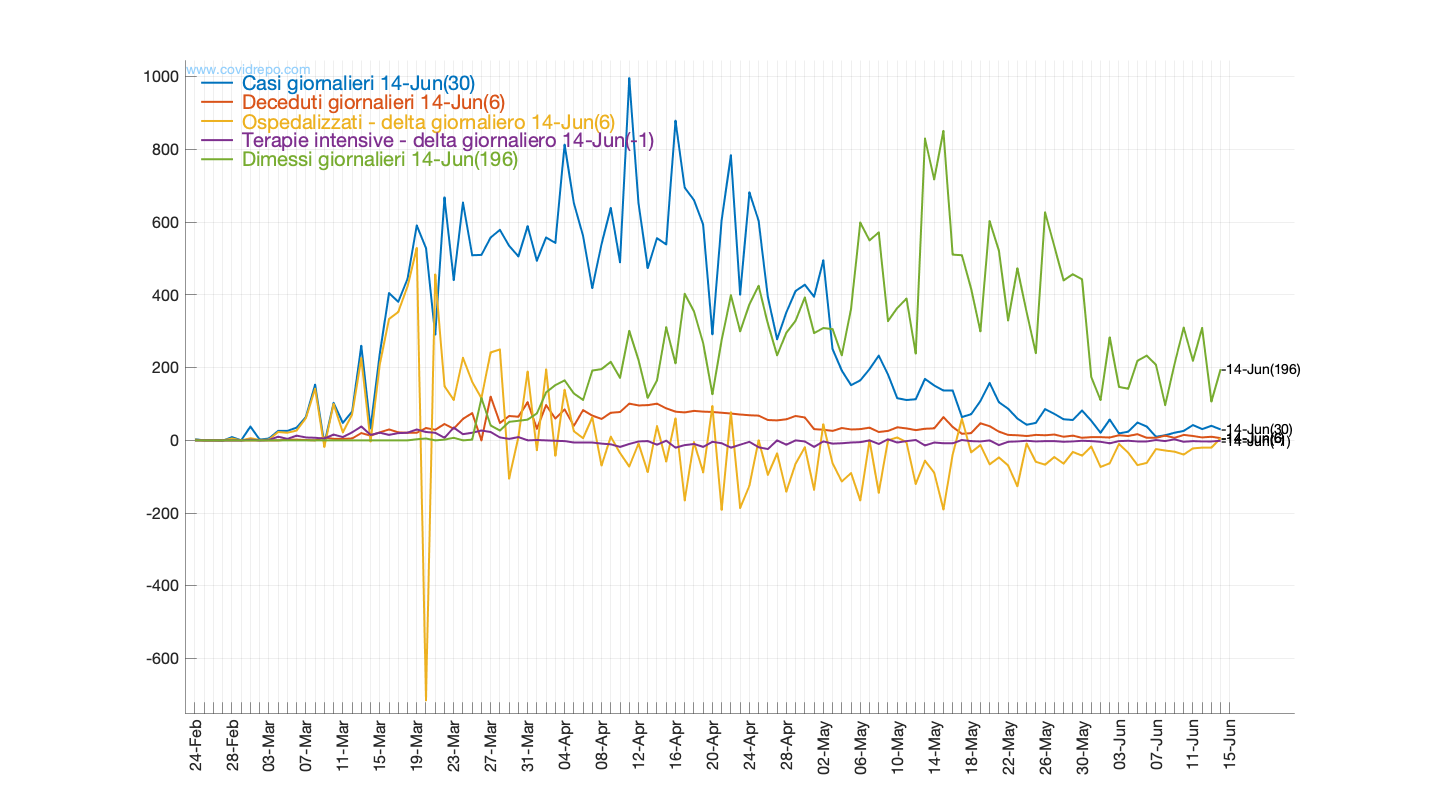 www.covidrepo.com
Casi giornalieri 14-Jun(30)
Deceduti giornalieri 14-Jun(6)
Ospedalizzati - delta giornaliero 14-Jun(6)
Terapie intensive - delta giornaliero 14-Jun(-1)
Dimessi giornalieri 14-Jun(196)
1000
800
600
400
200
0
-200
-400
-600
-14-Jun(196)
-14-Jun(30)
-14-Jun(6)
-14-Jun(-1)
24-Feb
28-Feb
03-Mar
07-Mar
11-Mar
15-Mar
19-Mar
23-Mar
27-Mar
31-Mar
04-Apr
08-Apr
12-Apr
16-Apr
20-Apr
24-Apr
28-Apr
02-May
06-May
10-May
14-May
18-May
22-May
26-May
30-May
03-Jun
07-Jun
11-Jun
15-Jun